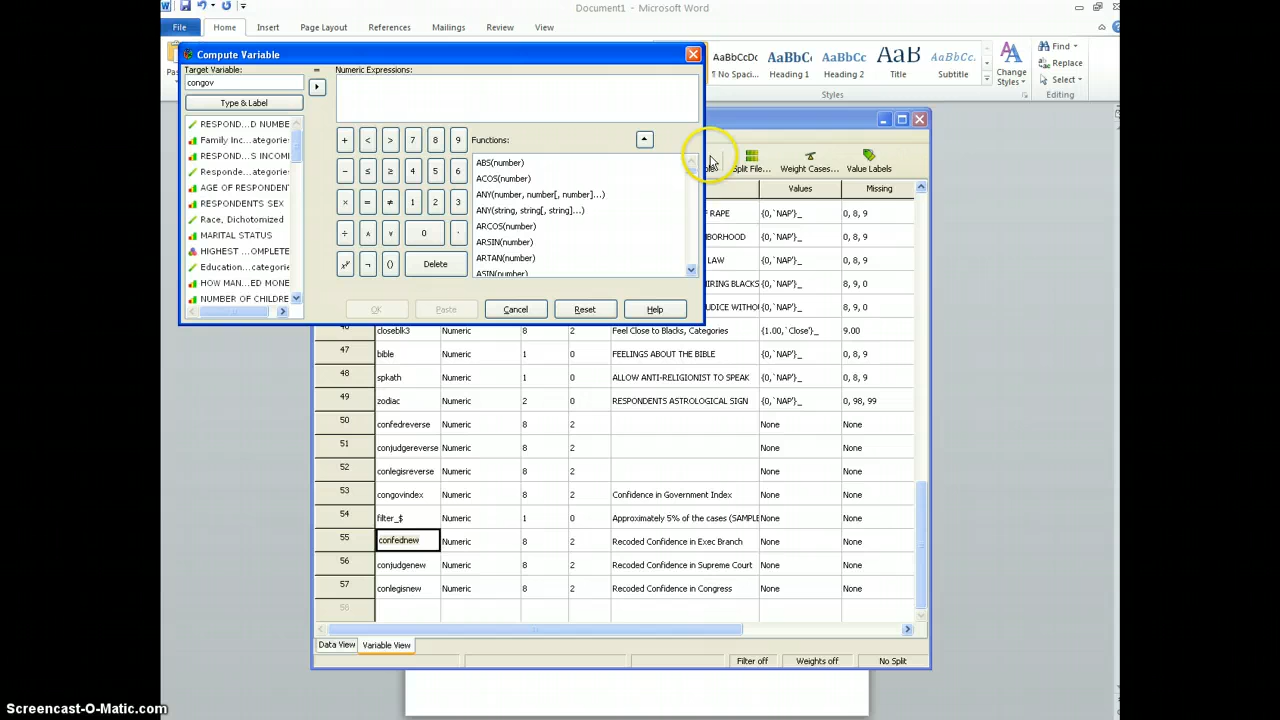 Document1 - Microsoft Word
File Home Insert Page Layout References Mailings Review View
AaBbCcDc AaBbC AaBbCc AaB AaBbCc.
¶ No Spaci... Heading 1 Heading 2 Title Subtitle
Change Styles
Find
Replace
Select
Styles Editing
Compute Variable
Target Variable:
congov
=
Numeric Expressions:
Type & Label
RESPOND...D NUMBE
Family Inc...ategorie
RESPOND...S INCOMI
Responde...ategorie
AGE OF RESPONDENTS
RESPONDENTS SEX
Race, Dichotomized
MARITAL STATUS
HIGHEST ...OMPLETE
Education...categorie
HOW MAN...ED MONE
NUMBER OF CHILDRE
+ < > 7 8 9
− ≤ ≥ 4 5 6
× = ≠ 1 2 3
÷ ∧ ∨ 0 .
xʸ ¬ () Delete
Functions:
ABS(number)
ACOS(number)
ANY(number, number[, number]...)
ANY(string, string[, string]...)
ARCOS(number)
ARSIN(number)
ARTAN(number)
ASIN(number)
OK Paste Cancel Reset Help
Split File... Weight Cases... Value Labels
Values Missing
F RAPE {0,`NAP'}_ 0, 8, 9
BORHOOD {0,`NAP'}_ 0, 8, 9
LAW {0,`NAP'}_ 0, 8, 9
IRING BLACKS {0,`NAP'}_ 8, 9, 0
UDICE WITHO {0,`NAP'}_ 8, 9, 0
46 closeblk3 Numeric 8 2 Feel Close to Blacks, Categories {1.00,`Close'}_ 9.00
47 bible Numeric 1 0 FEELINGS ABOUT THE BIBLE {0,`NAP'}_ 0, 8, 9
48 spkath Numeric 1 0 ALLOW ANTI-RELIGIONIST TO SPEAK {0,`NAP'}_ 0, 8, 9
49 zodiac Numeric 2 0 RESPONDENTS ASTROLOGICAL SIGN {0,`NAP'}_ 0, 98, 99
50 confedreverse Numeric 8 2 None None
51 conjudgereverse Numeric 8 2 None None
52 conlegisreverse Numeric 8 2 None None
53 congovindex Numeric 8 2 Confidence in Government Index None None
54 filter_$ Numeric 1 0 Approximately 5% of the cases (SAMPLE None None
55 confednew Numeric 8 2 Recoded Confidence in Exec Branch None None
56 conjudgenew Numeric 8 2 Recoded Confidence in Supreme Court None None
57 conlegisnew Numeric 8 2 Recoded Confidence in Congress None None
58
Data View Variable View
Filter off Weights off No Split
Screencast-O-Matic.com